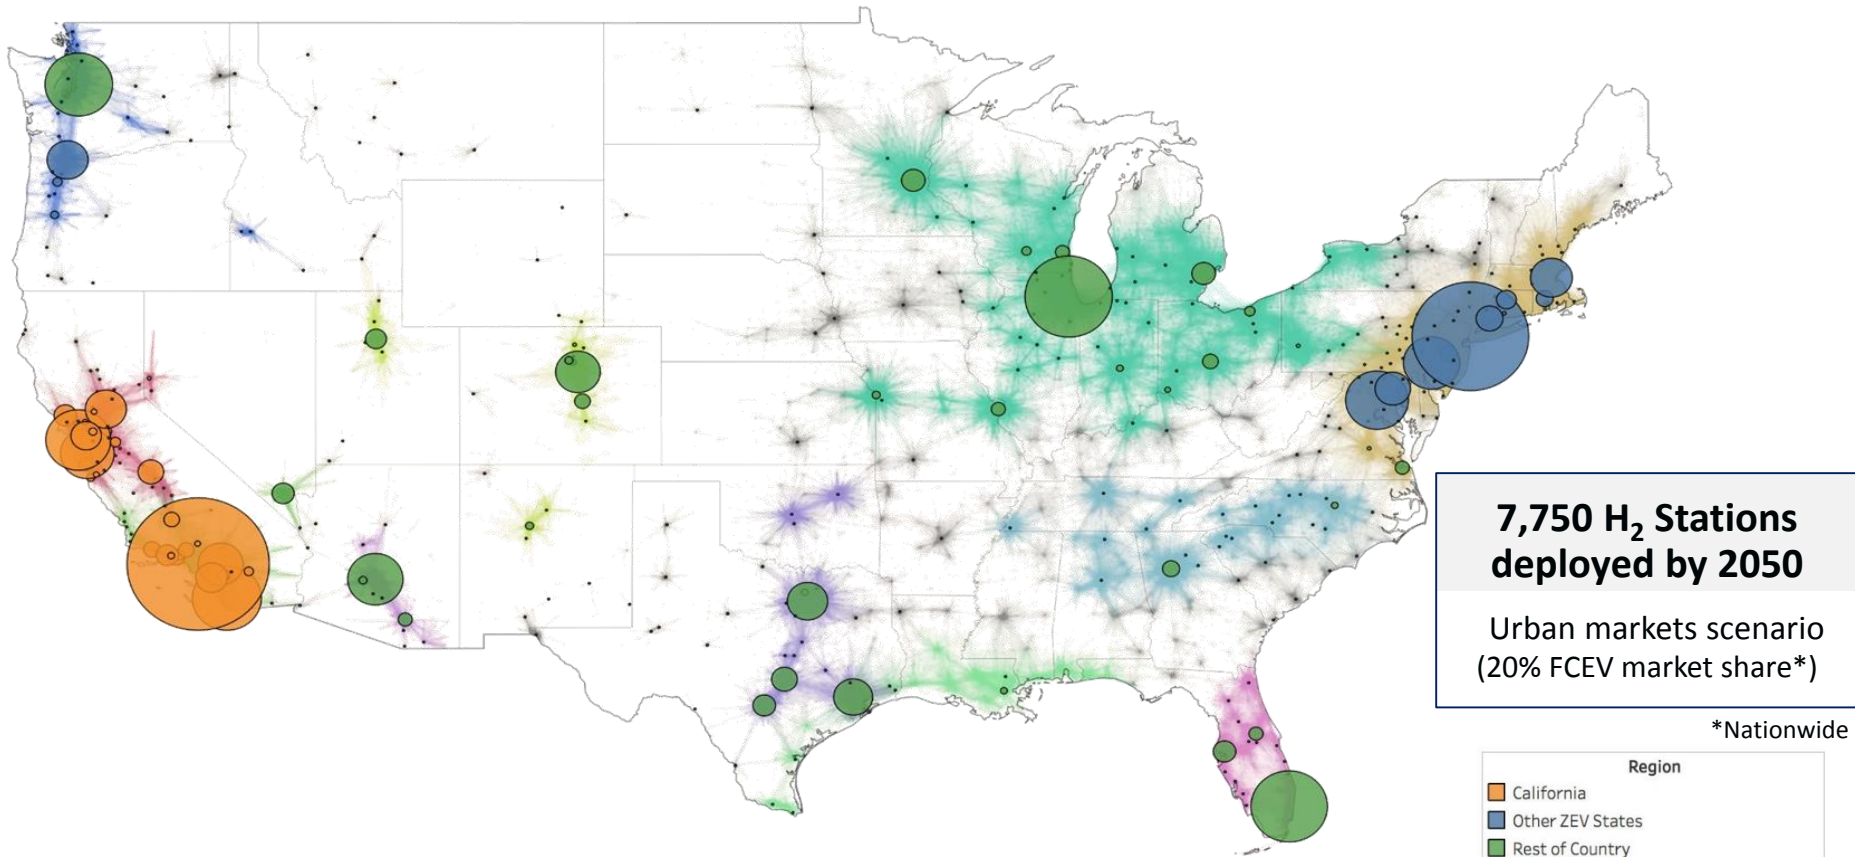 7,750 H₂ Stations
deployed by 2050
Urban markets scenario
(20% FCEV market share*)
*Nationwide
Region
California
Other ZEV States
Rest of Country